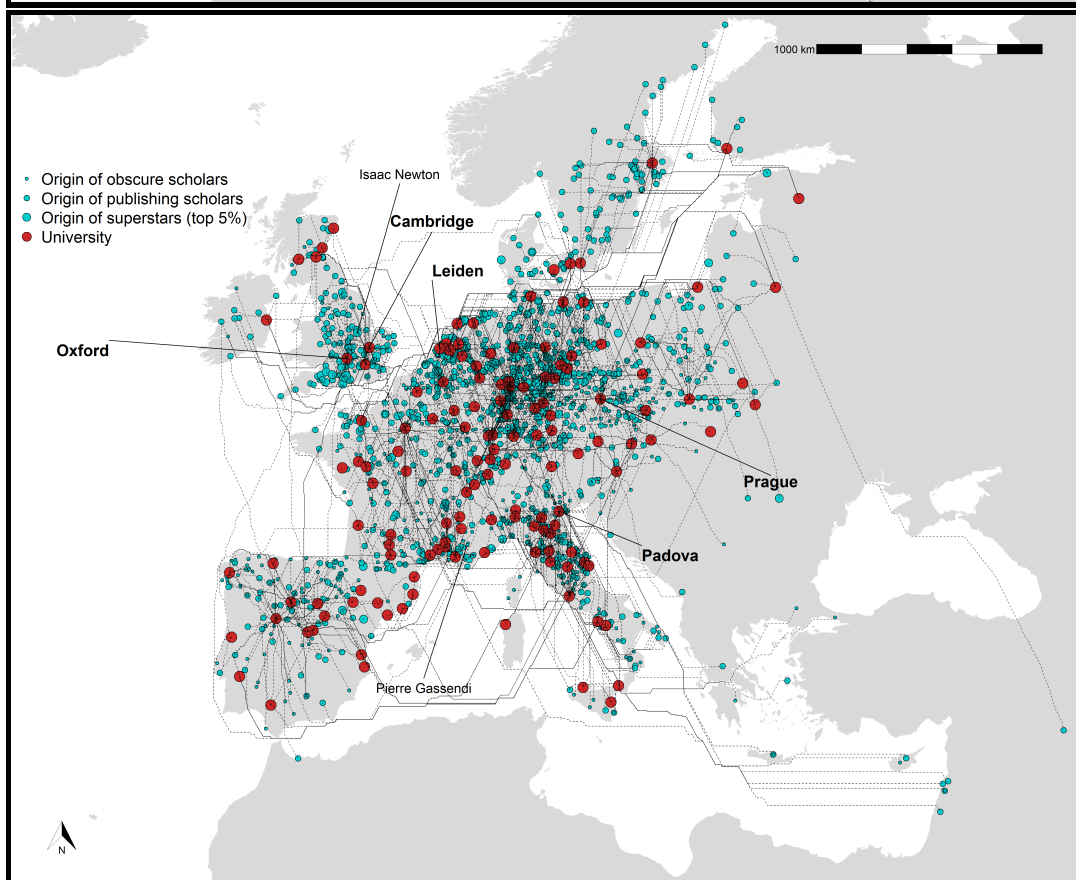 1000 km
Origin of obscure scholars
Origin of publishing scholars
Origin of superstars (top 5%)
University
Isaac Newton
Cambridge
Leiden
Oxford
Prague
Padova
Pierre Gassendi
N